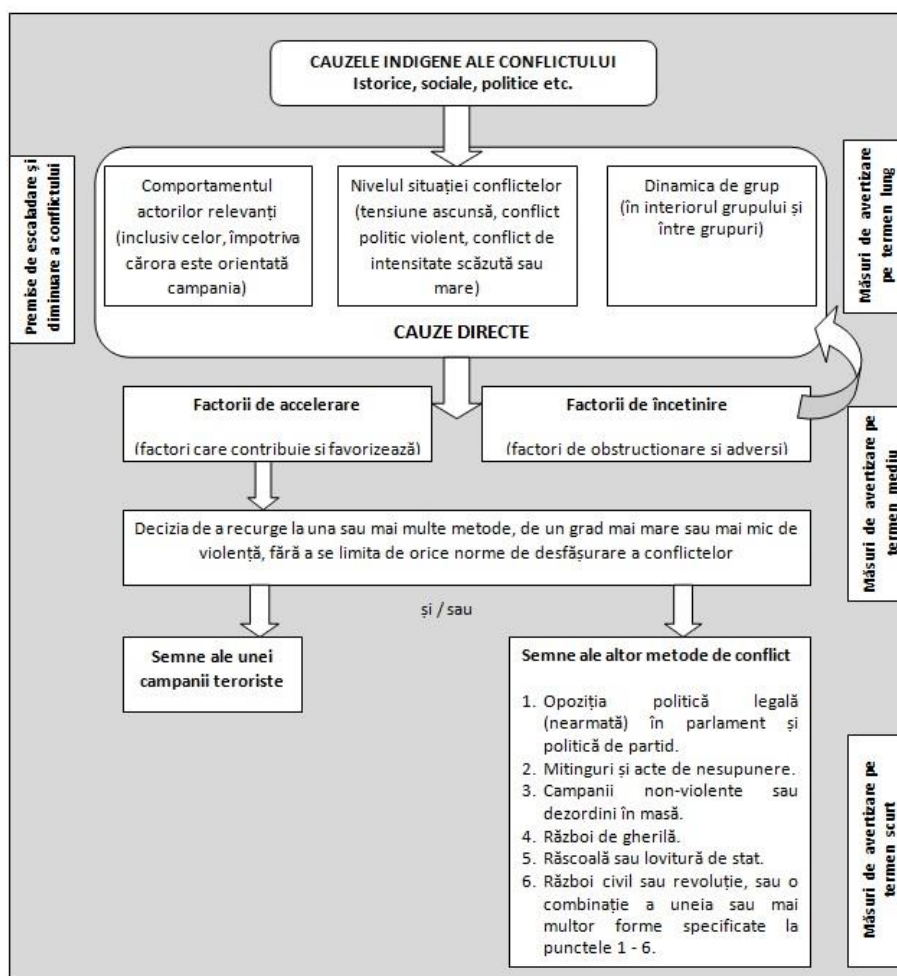 CAUZELE INDIGENE ALE CONFLICTULUI
Istorice, sociale, politice etc.
Premise de escaladare și
diminuare a conflictului
Comportamentul
actorilor relevanți
(inclusiv celor, împotriva
cărora este orientată
campania)
Nivelul situației conflictelor
(tensiune ascunsă, conflict
politic violent, conflict de
intensitate scăzută sau
mare)
Dinamica de grup
(în interiorul grupului și
între grupuri)
CAUZE DIRECTE
Măsuri de avertizare
pe termen lung
Factorii de accelerare
(factori care contribuie si favorizează)
Factorii de încetinire
(factori de obstrucționare si adversi)
Măsuri de avertizare pe
termen mediu
Decizia de a recurge la una sau mai multe metode, de un grad mai mare sau mai mic de
violență, fără a se limita de orice norme de desfășurare a conflictelor
și / sau
Semne ale unei
campanii teroriste
Semne ale altor metode de conflict
1. Opoziția politică legală
(nearmată) în parlament și
politică de partid.
2. Mitinguri și acte de nesupunere.
3. Campanii non-violente sau
dezordini în masă.
4. Război de gherilă.
5. Răscoală sau lovitură de stat.
6. Război civil sau revoluție, sau o
combinație a uneia sau mai
multor forme specificate la
punctele 1 - 6.
Măsuri de avertizare pe
termen scurt